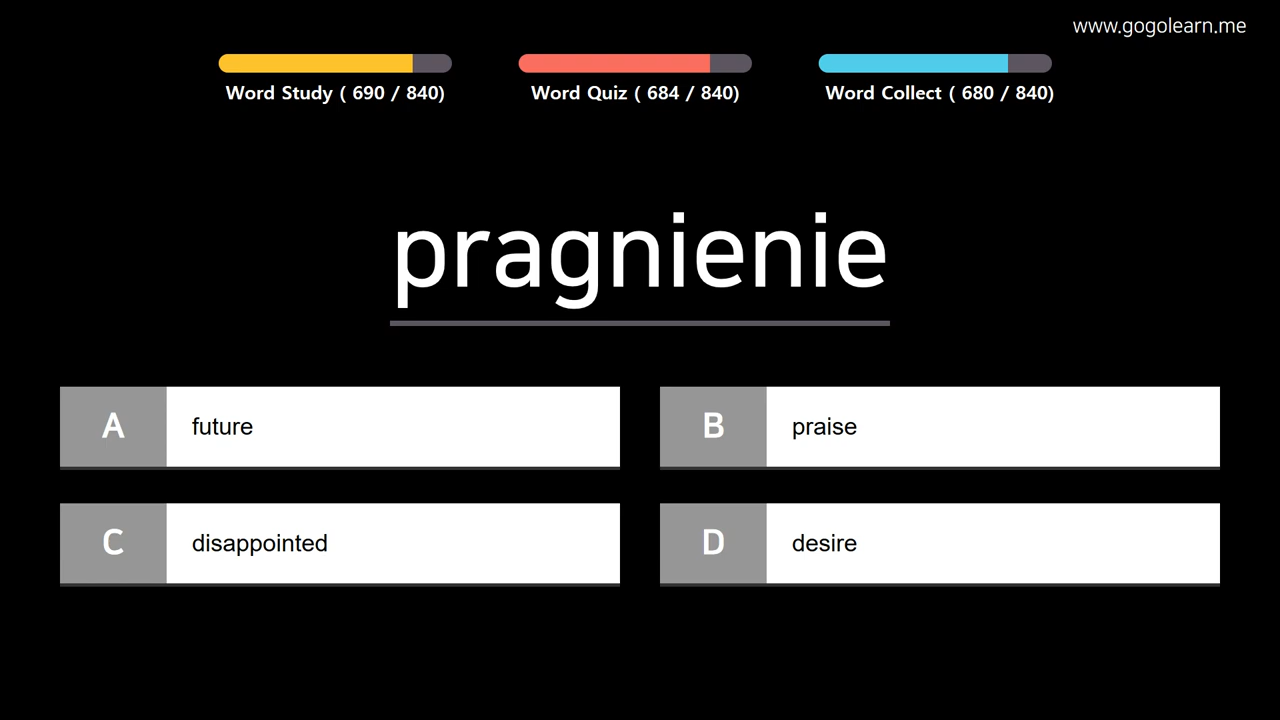 www.gogolearn.me
Word Study ( 690 / 840)
Word Quiz ( 684 / 840)
Word Collect ( 680 / 840)
pragnienie
A future
B praise
C disappointed
D desire